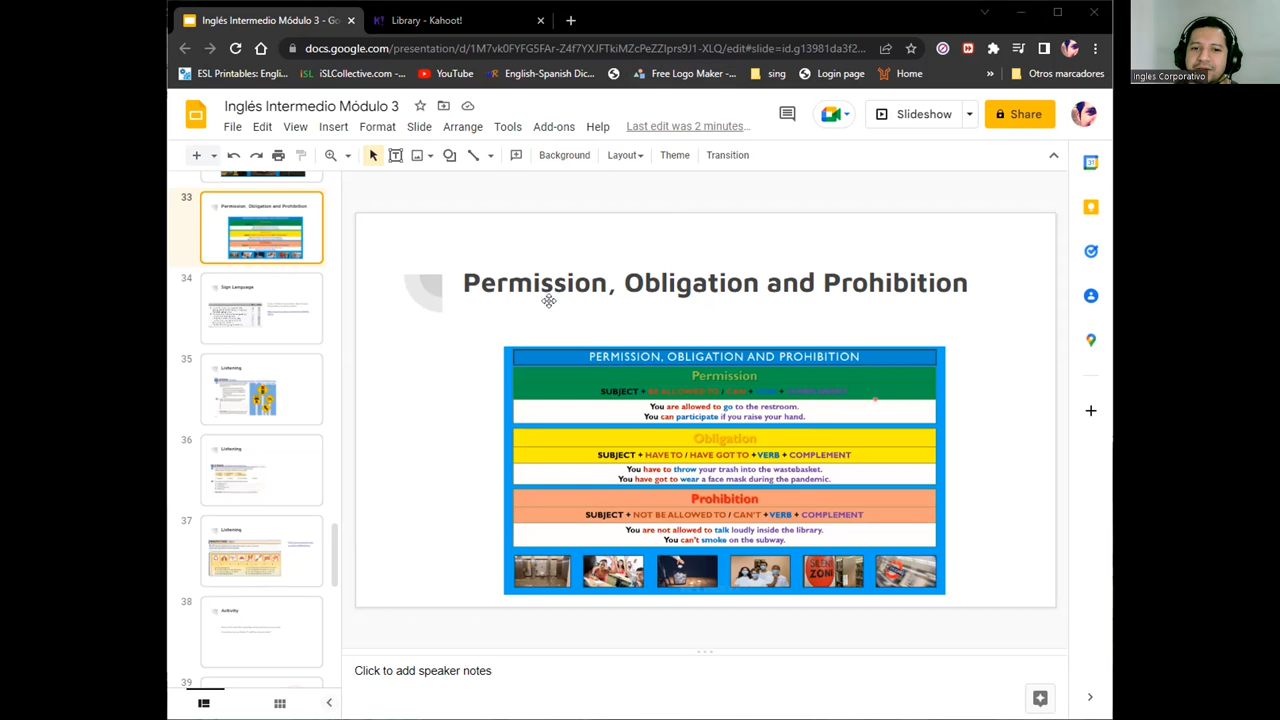 Inglés Intermedio Módulo 3 - Go
Library - Kahoot!
docs.google.com/presentation/d/1M7vk0FYFG5FAr-Z4f7YXJFTkiMZcPeZZIprs9J1-XLQ/edit#slide=id.g13981da3f2...
ESL Printables: Engli...
iSLCollective.com -...
YouTube
English-Spanish Dic...
Free Logo Maker -...
sing
Login page
Home
»
Otros marcadores
Ingles Corporativo
Inglés Intermedio Módulo 3
File Edit View Insert Format Slide Arrange Tools Add-ons Help Last edit was 2 minutes...
Slideshow
Share
Background Layout Theme Transition
33
Permission, Obligation and Prohibition
34
Sign Language
35
Listening
36
Listening
37
Listening
38
Activity
39
Permission, Obligation and Prohibition
PERMISSION, OBLIGATION AND PROHIBITION
Permission
SUBJECT + BE ALLOWED TO / CAN + VERB + COMPLEMENT
You are allowed to go to the restroom.
You can participate if you raise your hand.
Obligation
SUBJECT + HAVE TO / HAVE GOT TO +VERB + COMPLEMENT
You have to throw your trash into the wastebasket.
You have got to wear a face mask during the pandemic.
Prohibition
SUBJECT + NOT BE ALLOWED TO / CAN'T +VERB + COMPLEMENT
You are not allowed to talk loudly inside the library.
You can't smoke on the subway.
SILENT
ZONE
Click to add speaker notes